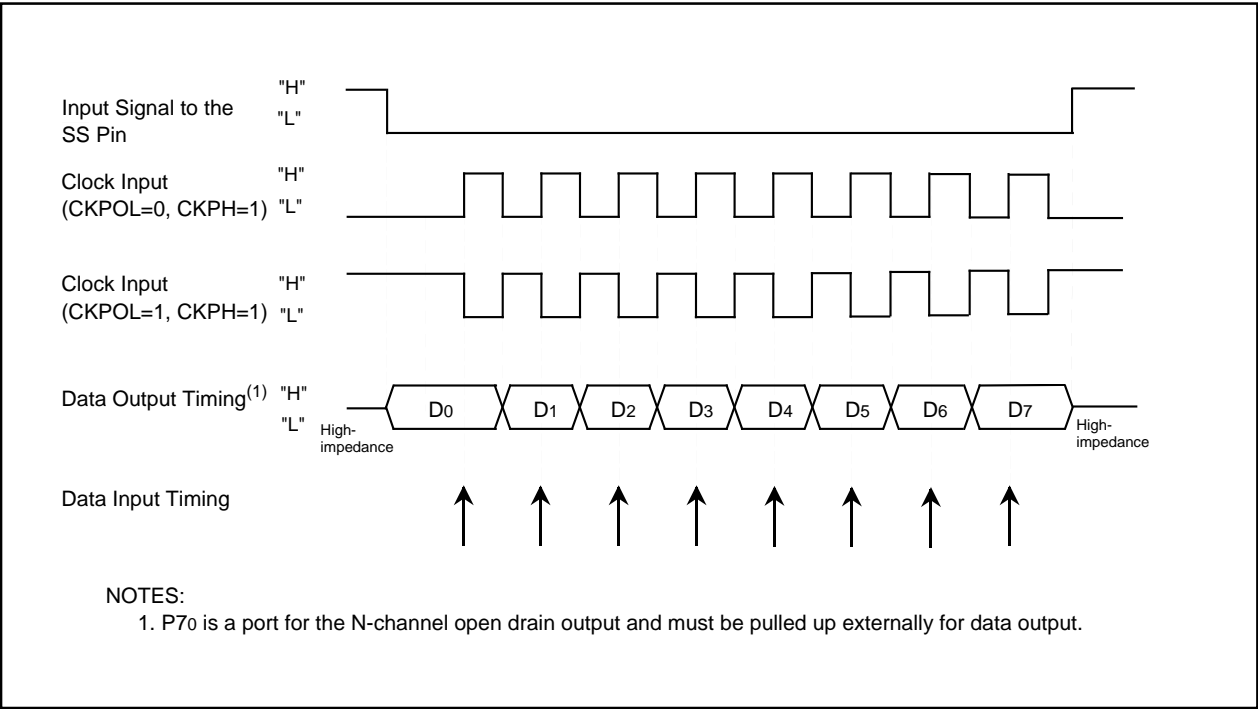 Input Signal to the
SS Pin
"H"
"L"
Clock Input
(CKPOL=0, CKPH=1)
"H"
"L"
Clock Input
(CKPOL=1, CKPH=1)
"H"
"L"
Data Output Timing(1)
"H"
"L"
High-
impedance
D0 D1 D2 D3 D4 D5 D6 D7
High-
impedance
Data Input Timing
NOTES:
1. P70 is a port for the N-channel open drain output and must be pulled up externally for data output.